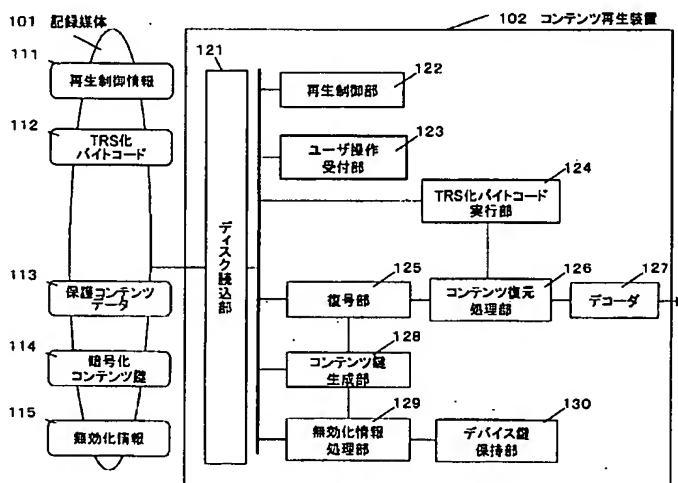 101 記録媒体
102 コンテンツ再生装置
111
再生制御情報
112
TRS化
バイトコード
113
保護コンテンツ
データ
114
暗号化
コンテンツ鍵
115
無効化情報
121
ディスク読込部
122
再生制御部
123
ユーザ操作
受付部
124
TRS化バイトコード
実行部
125
復号部
126
コンテンツ復元
処理部
127
デコーダ
128
コンテンツ鍵
生成部
129
無効化情報
処理部
130
デバイス鍵
保持部